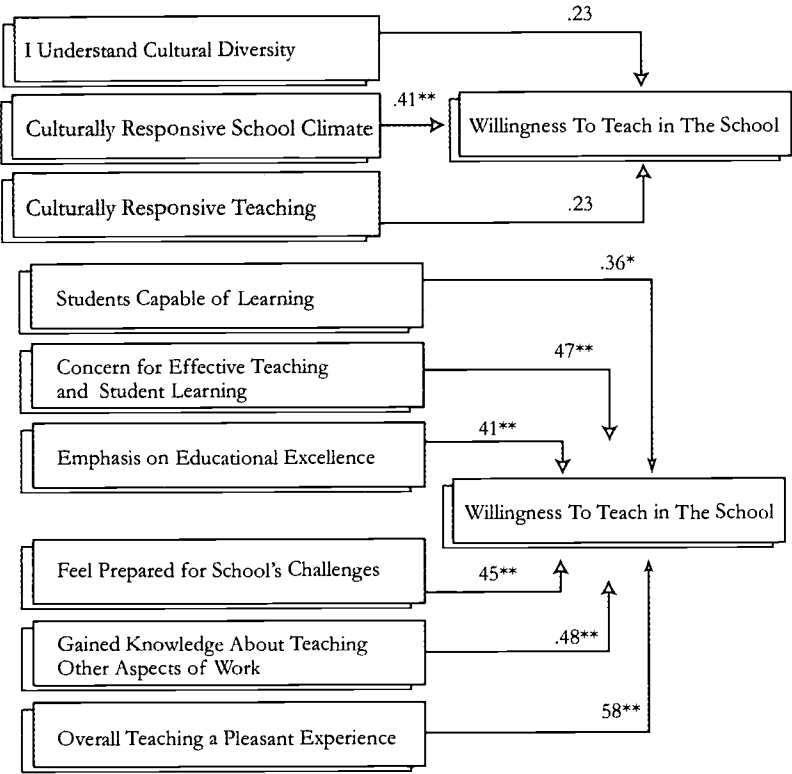 .23
I Understand Cultural Diversity
.41**
Culturally Responsive School Climate
Willingness To Teach in The School
Culturally Responsive Teaching
.23
.36*
Students Capable of Learning
47**
Concern for Effective Teaching
and Student Learning
41**
Emphasis on Educational Excellence
Willingness To Teach in The School
Feel Prepared for School's Challenges
45**
Gained Knowledge About Teaching
Other Aspects of Work
.48**
58**
Overall Teaching a Pleasant Experience